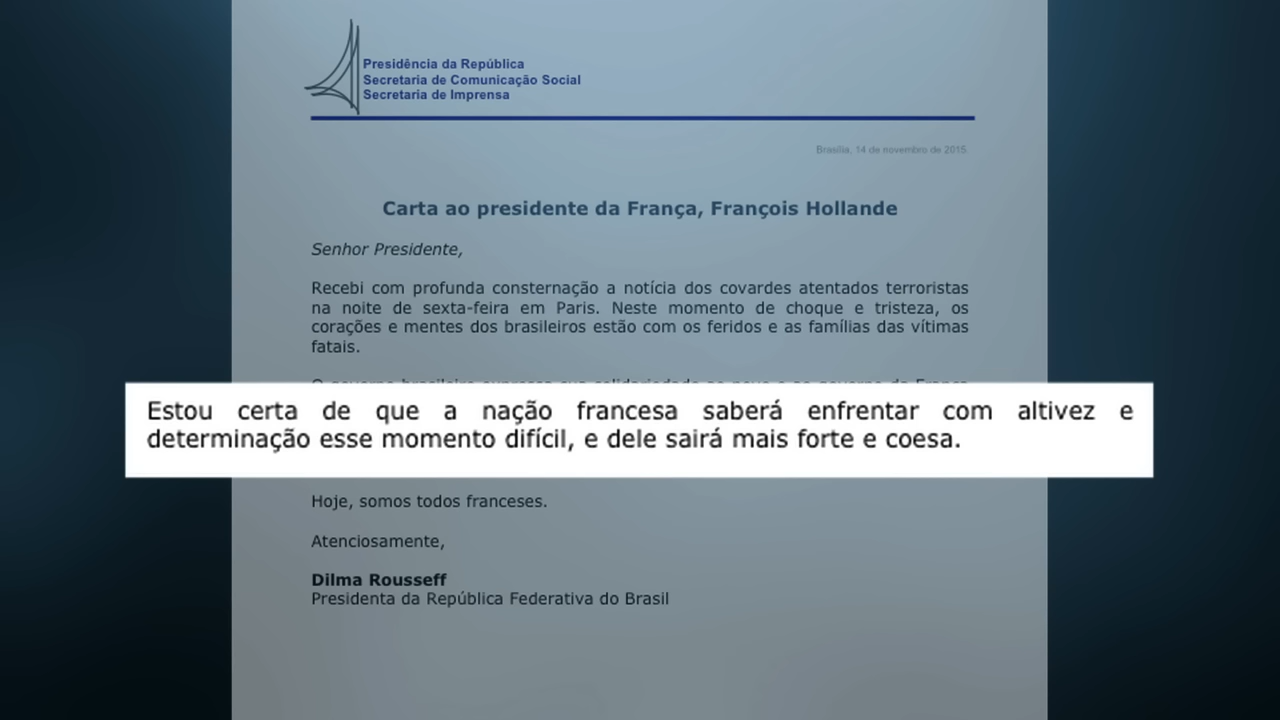 Presidência da República
Secretaria de Comunicação Social
Secretaria de Imprensa
Brasília, 14 de novembro de 2015.
Carta ao presidente da França, François Hollande
Senhor Presidente,
Recebi com profunda consternação a notícia dos covardes atentados terroristas
na noite de sexta-feira em Paris. Neste momento de choque e tristeza, os
corações e mentes dos brasileiros estão com os feridos e as famílias das vítimas
fatais.
Estou certa de que a nação francesa saberá enfrentar com altivez e
determinação esse momento difícil, e dele sairá mais forte e coesa.
Hoje, somos todos franceses.
Atenciosamente,
Dilma Rousseff
Presidenta da República Federativa do Brasil